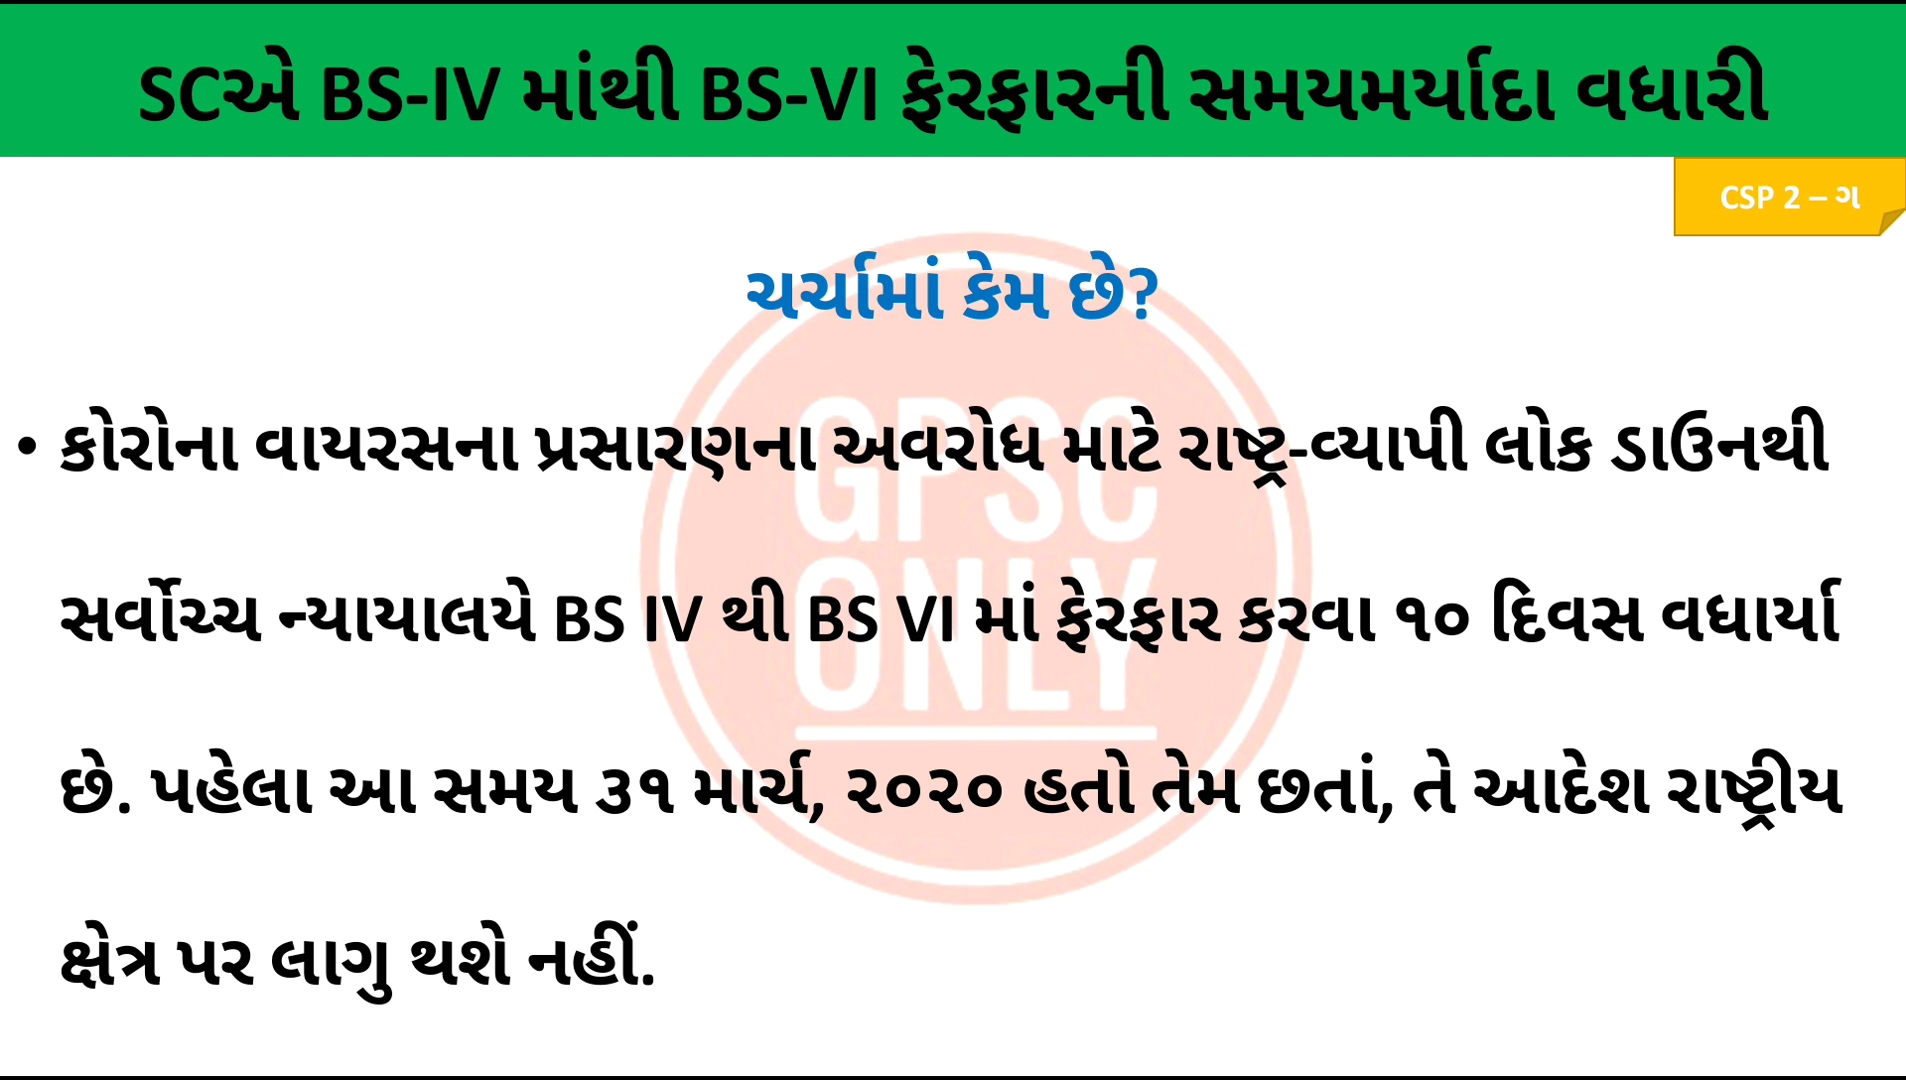 SCએ BS-IV માંથી BS-VI ફેરફારની સમયમર્યાદા વધારી
CSP 2 – ગ
ચર્ચામાં કેમ છે?
• કોરોના વાયરસના પ્રસારણના અવરોધ માટે રાષ્ટ્ર-વ્યાપી લોક ડાઉનથી
સર્વોચ્ચ ન્યાયાલયે BS IV થી BS VI માં ફેરફાર કરવા ૧૦ દિવસ વધાર્યા
છે. પહેલા આ સમય ૩૧ માર્ચ, ૨૦૨૦ હતો તેમ છતાં, તે આદેશ રાષ્ટ્રીય
ક્ષેત્ર પર લાગુ થશે નહીં.
GPSC
ONLY